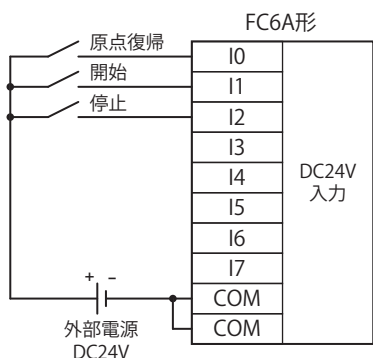 FC6A形
原点復帰
I0
開始
I1
停止
I2
I3
I4
I5
I6
I7
COM
COM
DC24V
入力
+ –
外部電源
DC24V